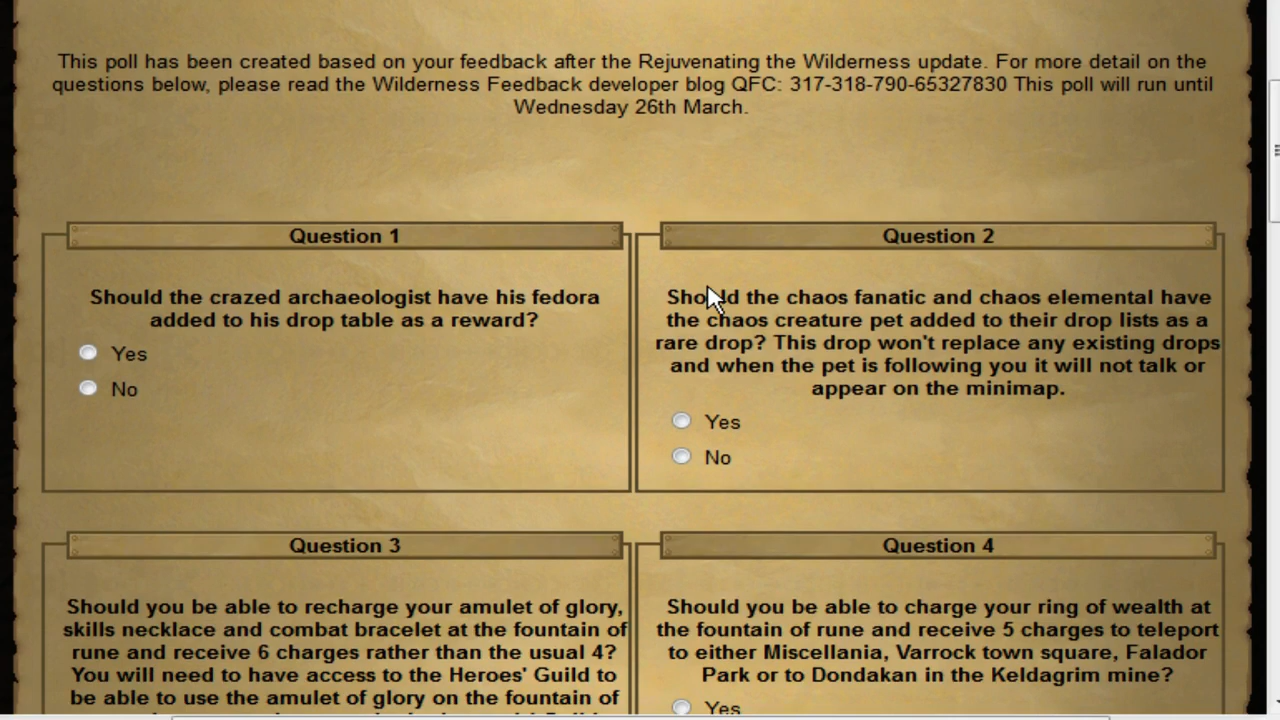 This poll has been created based on your feedback after the Rejuvenating the Wilderness update. For more detail on the
questions below, please read the Wilderness Feedback developer blog QFC: 317-318-790-65327830 This poll will run until
Wednesday 26th March.
Question 1
Should the crazed archaeologist have his fedora
added to his drop table as a reward?
Yes
No
Question 2
Should the chaos fanatic and chaos elemental have
the chaos creature pet added to their drop lists as a
rare drop? This drop won't replace any existing drops
and when the pet is following you it will not talk or
appear on the minimap.
Yes
No
Question 3
Should you be able to recharge your amulet of glory,
skills necklace and combat bracelet at the fountain of
rune and receive 6 charges rather than the usual 4?
You will need to have access to the Heroes' Guild to
be able to use the amulet of glory on the fountain of
Question 4
Should you be able to charge your ring of wealth at
the fountain of rune and receive 5 charges to teleport
to either Miscellania, Varrock town square, Falador
Park or to Dondakan in the Keldagrim mine?
Yes